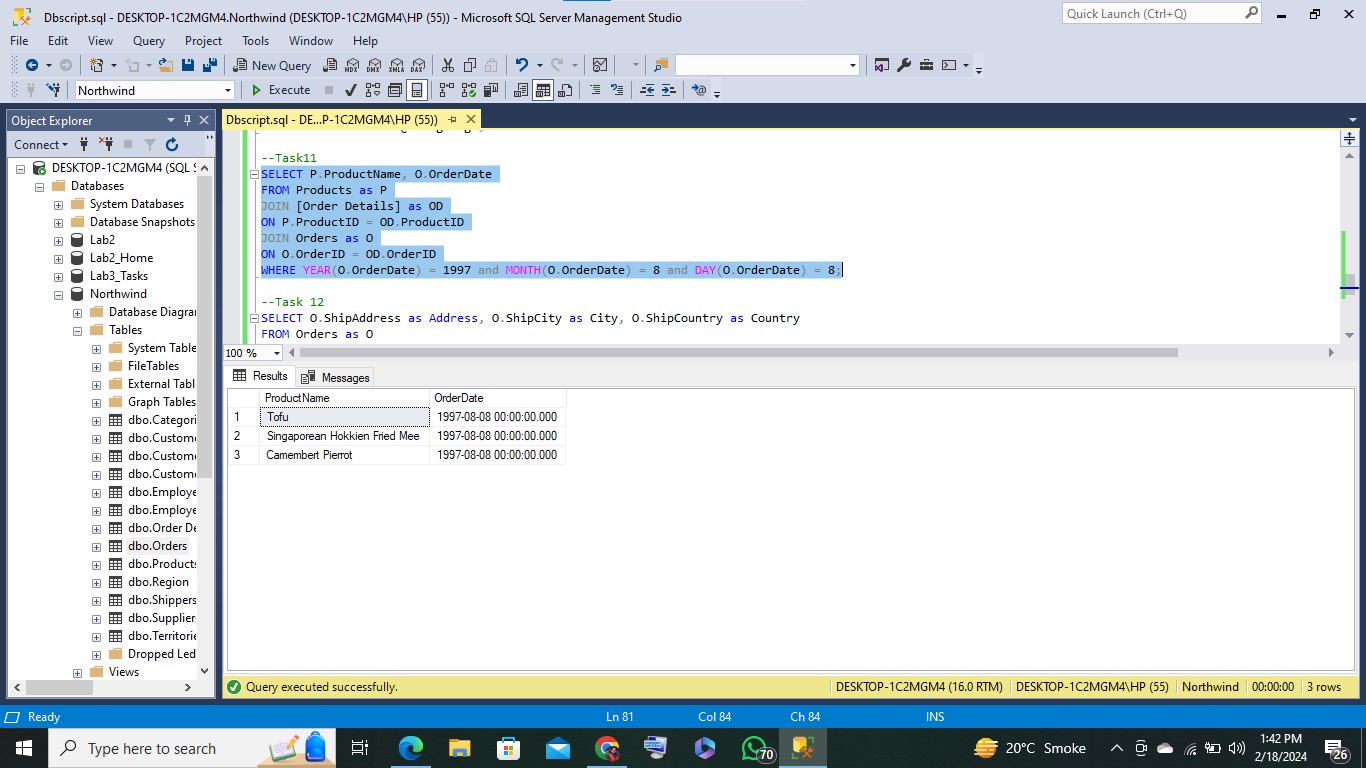 Dbscript.sql - DESKTOP-1C2MGM4.Northwind (DESKTOP-1C2MGM4\HP (55)) - Microsoft SQL Server Management Studio
Quick Launch (Ctrl+Q)
File Edit View Query Project Tools Window Help
New Query
MDX DMX XMLA DAX
Northwind
Execute
Object Explorer
Connect
DESKTOP-1C2MGM4 (SQL S
Databases
System Databases
Database Snapshots
Lab2
Lab2_Home
Lab3_Tasks
Northwind
Database Diagra
Tables
System Table
FileTables
External Tabl
Graph Tables
dbo.Categori
dbo.Custome
dbo.Custome
dbo.Custome
dbo.Employe
dbo.Employe
dbo.Order De
dbo.Orders
dbo.Products
dbo.Region
dbo.Shippers
dbo.Supplier
dbo.Territorie
Dropped Led
Views
Dbscript.sql - DE...P-1C2MGM4\HP (55))
--Task11
SELECT P.ProductName, O.OrderDate
FROM Products as P
JOIN [Order Details] as OD
ON P.ProductID = OD.ProductID
JOIN Orders as O
ON O.OrderID = OD.OrderID
WHERE YEAR(O.OrderDate) = 1997 and MONTH(O.OrderDate) = 8 and DAY(O.OrderDate) = 8;
--Task 12
SELECT O.ShipAddress as Address, O.ShipCity as City, O.ShipCountry as Country
FROM Orders as O
100 %
Results Messages
ProductName OrderDate
1 Tofu 1997-08-08 00:00:00.000
2 Singaporean Hokkien Fried Mee 1997-08-08 00:00:00.000
3 Camembert Pierrot 1997-08-08 00:00:00.000
Query executed successfully. DESKTOP-1C2MGM4 (16.0 RTM) DESKTOP-1C2MGM4\HP (55) Northwind 00:00:00 3 rows
Ready Ln 81 Col 84 Ch 84 INS
Type here to search
70
20°C Smoke
1:42 PM
2/18/2024
26